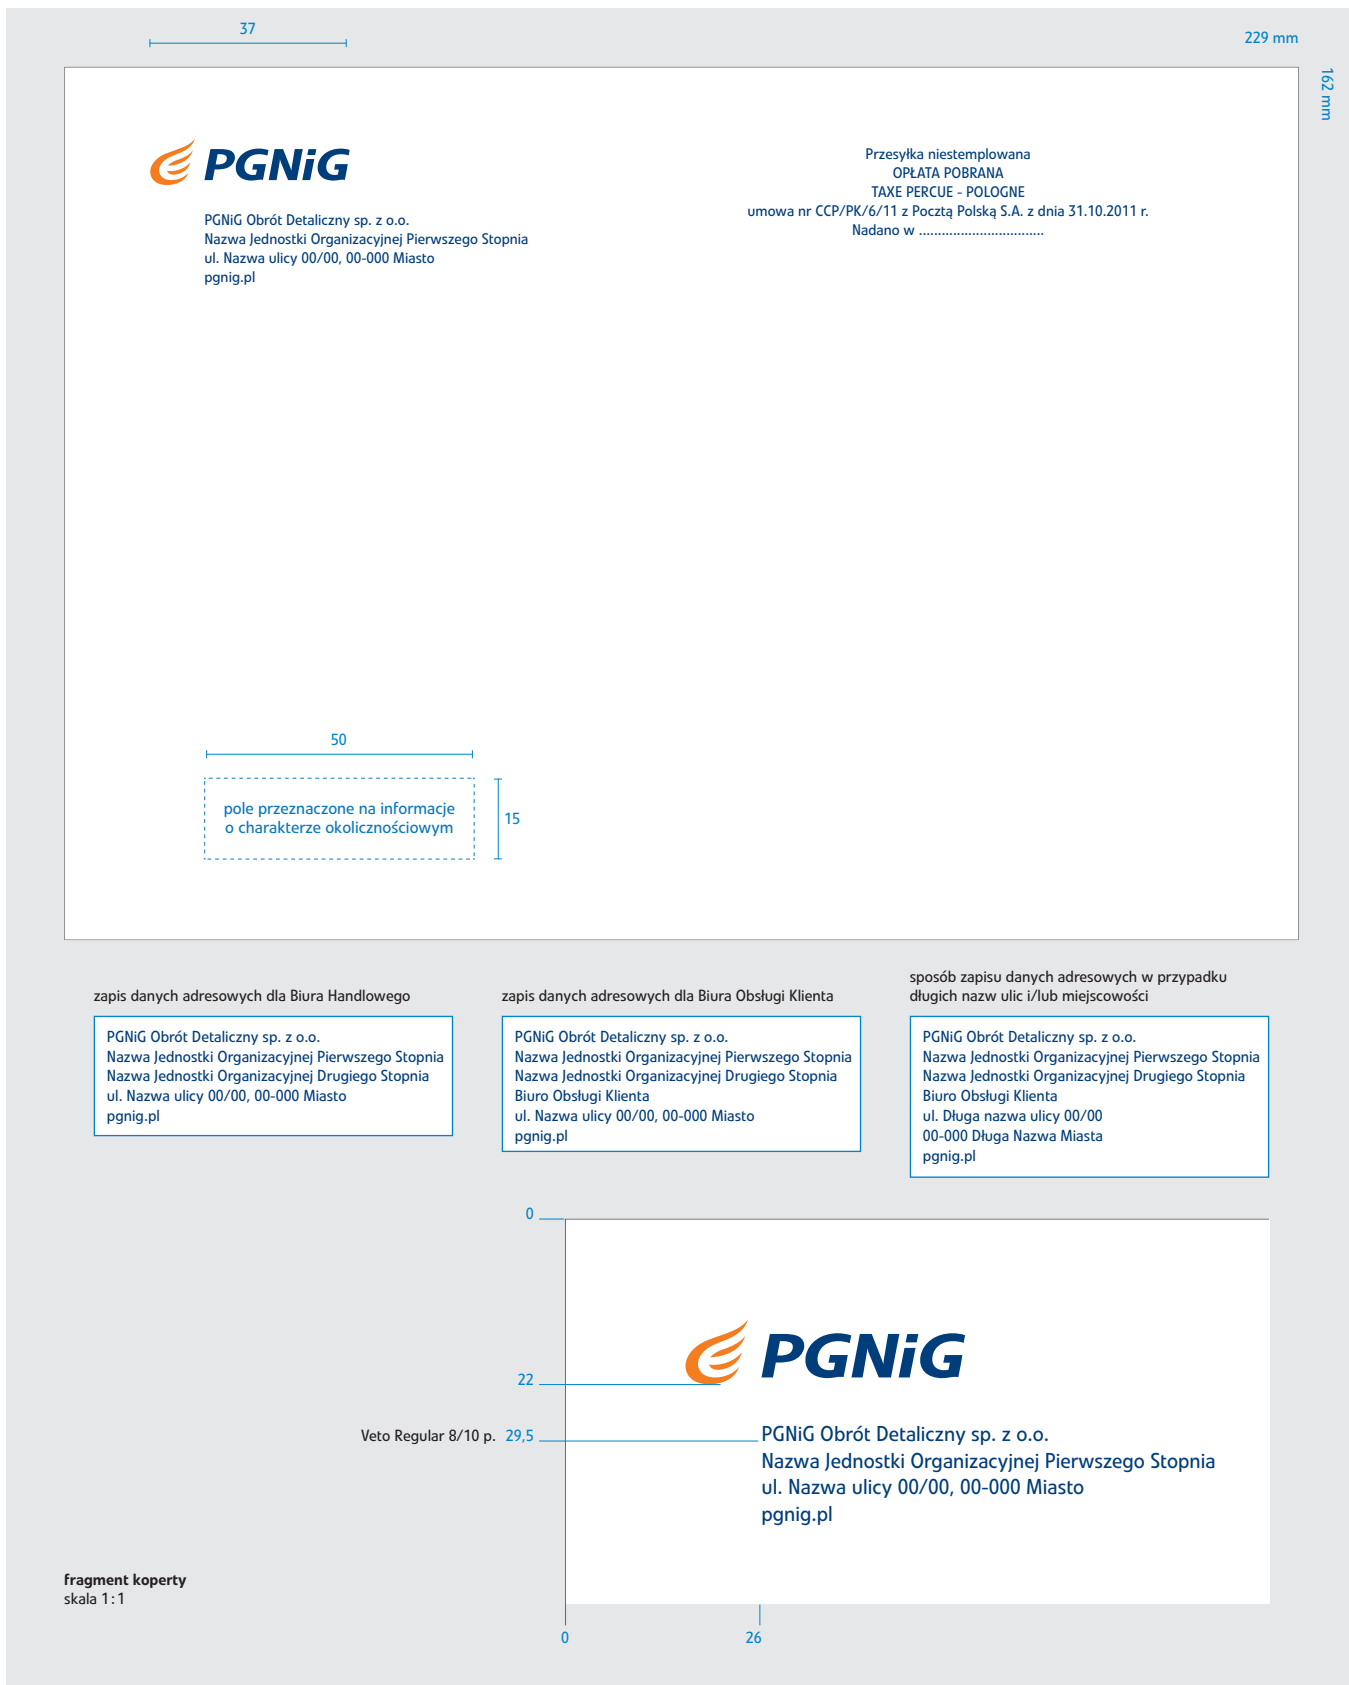 37
229 mm
162 mm
PGNiG
PGNiG Obrót Detaliczny sp. z o.o.
Nazwa Jednostki Organizacyjnej Pierwszego Stopnia
ul. Nazwa ulicy 00/00, 00-000 Miasto
pgnig.pl
Przesyłka niestemplowana
OPŁATA POBRANA
TAXE PERCUE - POLOGNE
umowa nr CCP/PK/6/11 z Pocztą Polską S.A. z dnia 31.10.2011 r.
Nadano w .................................
50
pole przeznaczone na informacje
o charakterze okolicznościowym
15
zapis danych adresowych dla Biura Handlowego
PGNiG Obrót Detaliczny sp. z o.o.
Nazwa Jednostki Organizacyjnej Pierwszego Stopnia
Nazwa Jednostki Organizacyjnej Drugiego Stopnia
ul. Nazwa ulicy 00/00, 00-000 Miasto
pgnig.pl
zapis danych adresowych dla Biura Obsługi Klienta
PGNiG Obrót Detaliczny sp. z o.o.
Nazwa Jednostki Organizacyjnej Pierwszego Stopnia
Nazwa Jednostki Organizacyjnej Drugiego Stopnia
Biuro Obsługi Klienta
ul. Nazwa ulicy 00/00, 00-000 Miasto
pgnig.pl
sposób zapisu danych adresowych w przypadku
długich nazw ulic i/lub miejscowości
PGNiG Obrót Detaliczny sp. z o.o.
Nazwa Jednostki Organizacyjnej Pierwszego Stopnia
Nazwa Jednostki Organizacyjnej Drugiego Stopnia
Biuro Obsługi Klienta
ul. Długa nazwa ulicy 00/00
00-000 Długa Nazwa Miasta
pgnig.pl
0
PGNiG
22
Veto Regular 8/10 p. 29,5
PGNiG Obrót Detaliczny sp. z o.o.
Nazwa Jednostki Organizacyjnej Pierwszego Stopnia
ul. Nazwa ulicy 00/00, 00-000 Miasto
pgnig.pl
fragment koperty
skala 1:1
0
26